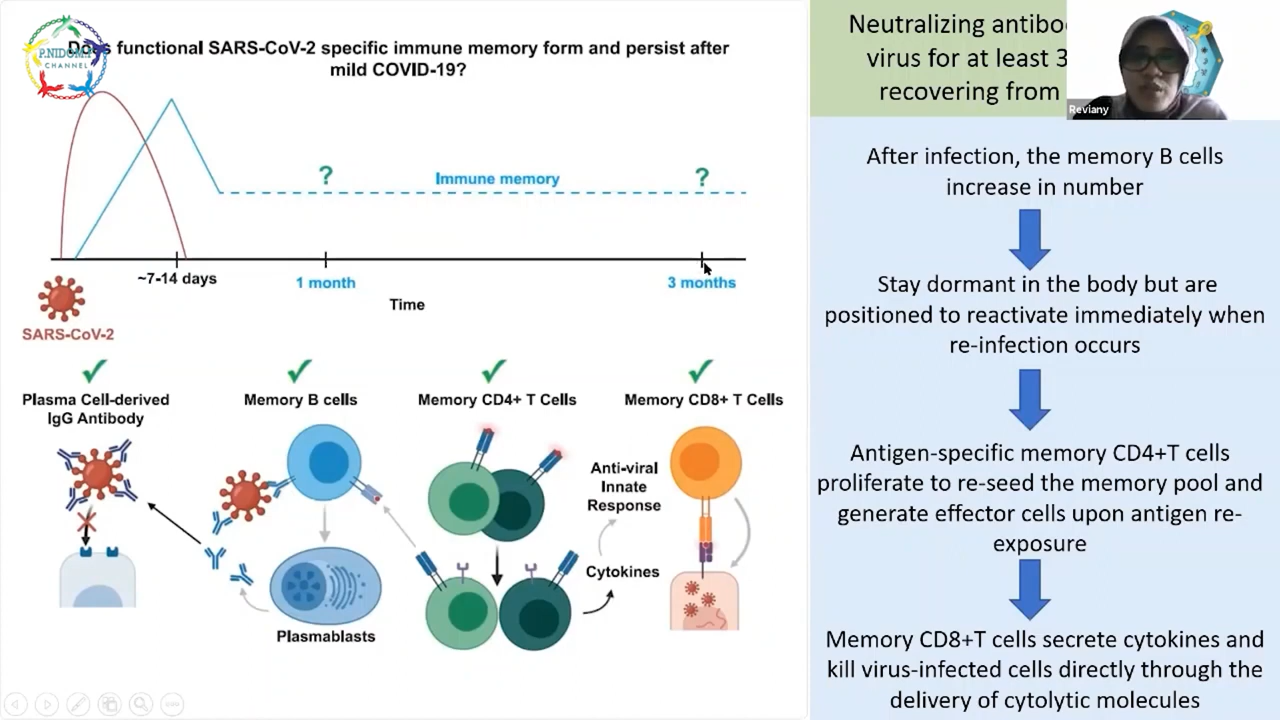 P.NIDOM F
CHANNEL
functional SARS-CoV-2 specific immune memory form and persist after
mild COVID-19?
?
Immune memory
?
~7-14 days
1 month
3 months
Time
SARS-CoV-2
Plasma Cell-derived
IgG Antibody
Memory B cells
Memory CD4+ T Cells
Memory CD8+ T Cells
Anti-viral
Innate
Response
Cytokines
Plasmablasts
Neutralizing
virus for at least 3
recovering from
Reviany
After infection, the memory B cells
increase in number
Stay dormant in the body but are
positioned to reactivate immediately when
re-infection occurs
Antigen-specific memory CD4+T cells
proliferate to re-seed the memory pool and
generate effector cells upon antigen re-
exposure
Memory CD8+T cells secrete cytokines and
kill virus-infected cells directly through the
delivery of cytolytic molecules